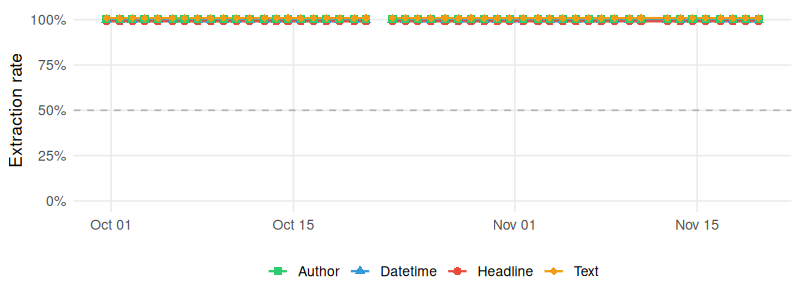 100%
75%
50%
25%
0%
Extraction rate
Oct 01 Oct 15 Nov 01 Nov 15
Author Datetime Headline Text